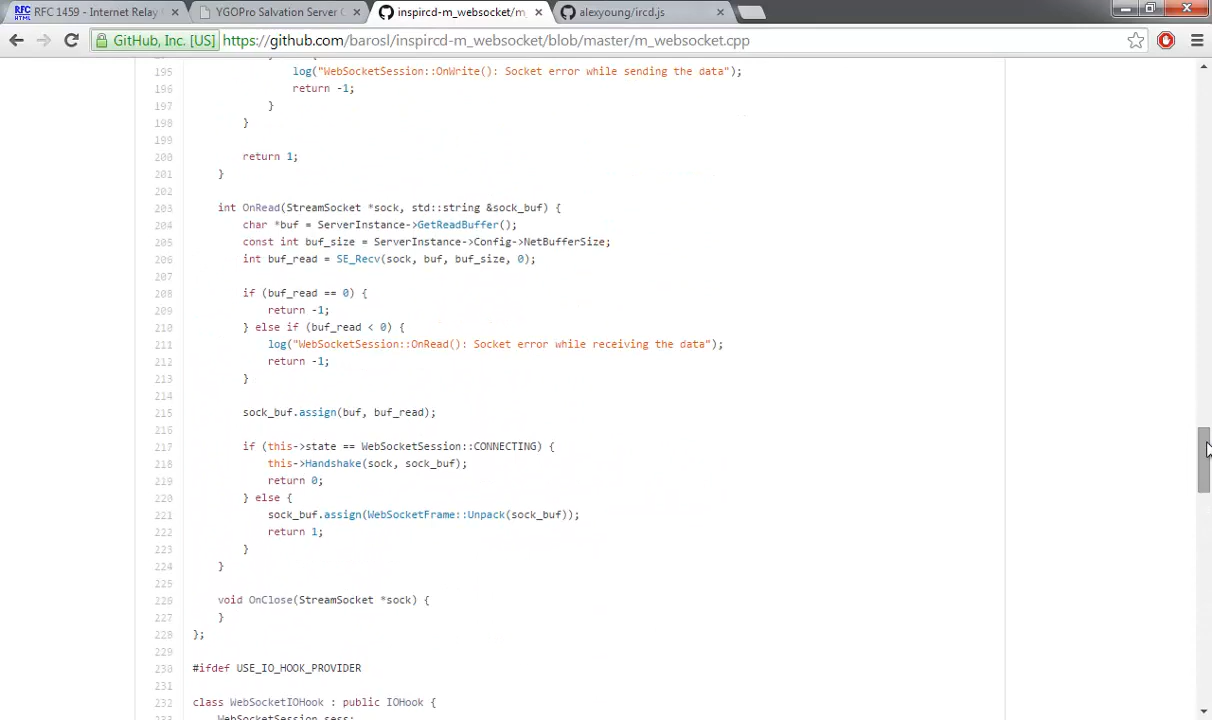 RFC 1459 - Internet Relay × YGOPro Salvation Server C × inspircd-m_websocket/m_ × alexyoung/ircd.js ×
GitHub, Inc. [US] https://github.com/barosl/inspircd-m_websocket/blob/master/m_websocket.cpp
195 log("WebSocketSession::OnWrite(): Socket error while sending the data");
196 return -1;
197 }
198 }
199
200 return 1;
201 }
202
203 int OnRead(StreamSocket *sock, std::string &sock_buf) {
204 char *buf = ServerInstance->GetReadBuffer();
205 const int buf_size = ServerInstance->Config->NetBufferSize;
206 int buf_read = SE_Recv(sock, buf, buf_size, 0);
207
208 if (buf_read == 0) {
209 return -1;
210 } else if (buf_read < 0) {
211 log("WebSocketSession::OnRead(): Socket error while receiving the data");
212 return -1;
213 }
214
215 sock_buf.assign(buf, buf_read);
216
217 if (this->state == WebSocketSession::CONNECTING) {
218 this->Handshake(sock, sock_buf);
219 return 0;
220 } else {
221 sock_buf.assign(WebSocketFrame::Unpack(sock_buf));
222 return 1;
223 }
224 }
225
226 void OnClose(StreamSocket *sock) {
227 }
228 };
229
230 #ifdef USE_IO_HOOK_PROVIDER
231
232 class WebSocketIOHook : public IOHook {
WebSocketSession sess;